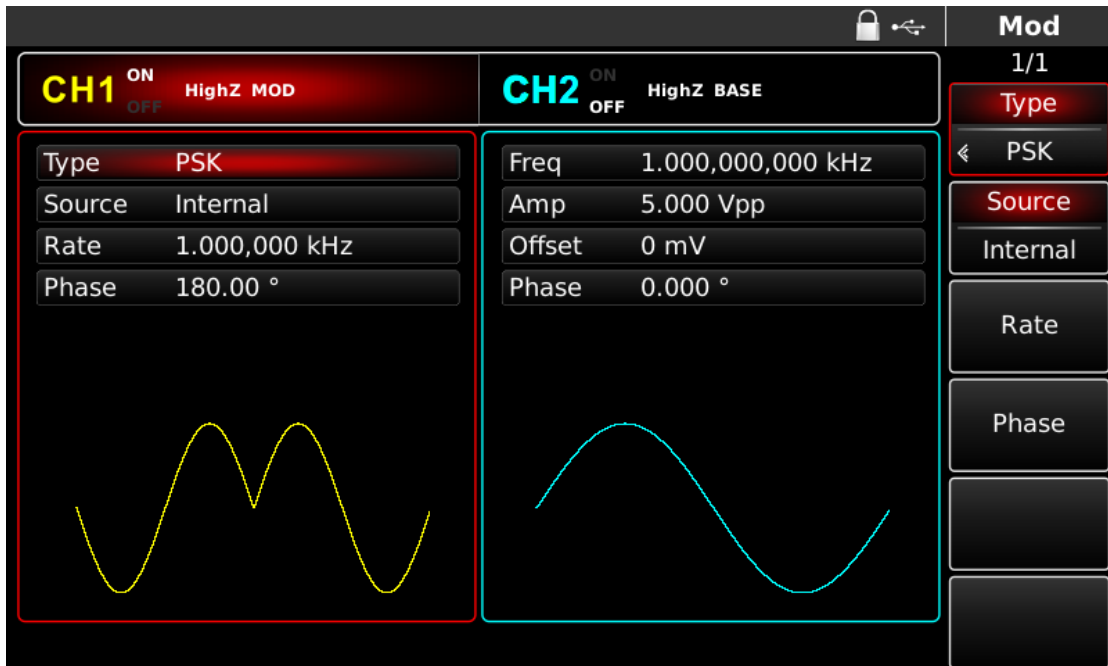 Mod
1/1
CH1 ON OFF HighZ MOD
CH2 ON OFF HighZ BASE
Type PSK
Source Internal
Rate 1.000,000 kHz
Phase 180.00 °
Freq 1.000,000,000 kHz
Amp 5.000 Vpp
Offset 0 mV
Phase 0.000 °
Type
PSK
Source
Internal
Rate
Phase